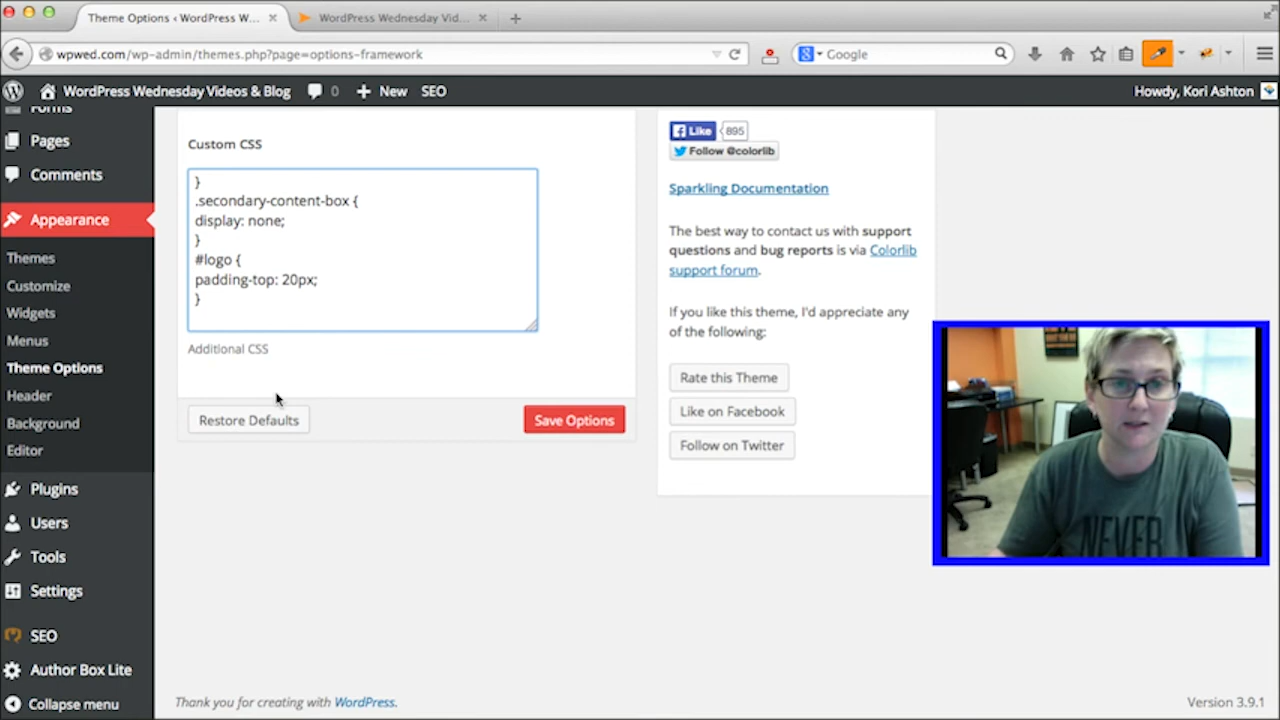 Theme Options ‹ WordPress W...
WordPress Wednesday Vid...
wpwed.com/wp-admin/themes.php?page=options-framework
Google
WordPress Wednesday Videos & Blog
0
New
SEO
Howdy, Kori Ashton
Forms
Pages
Comments
Appearance
Themes
Customize
Widgets
Menus
Theme Options
Header
Background
Editor
Plugins
Users
Tools
Settings
SEO
Author Box Lite
Collapse menu
Custom CSS
}
.secondary-content-box {
display: none;
}
#logo {
padding-top: 20px;
}
Additional CSS
Restore Defaults
Save Options
Like 895
Follow @colorlib
Sparkling Documentation
The best way to contact us with support
questions and bug reports is via Colorlib
support forum.
If you like this theme, I'd appreciate any
of the following:
Rate this Theme
Like on Facebook
Follow on Twitter
NEVER
Thank you for creating with WordPress.
Version 3.9.1